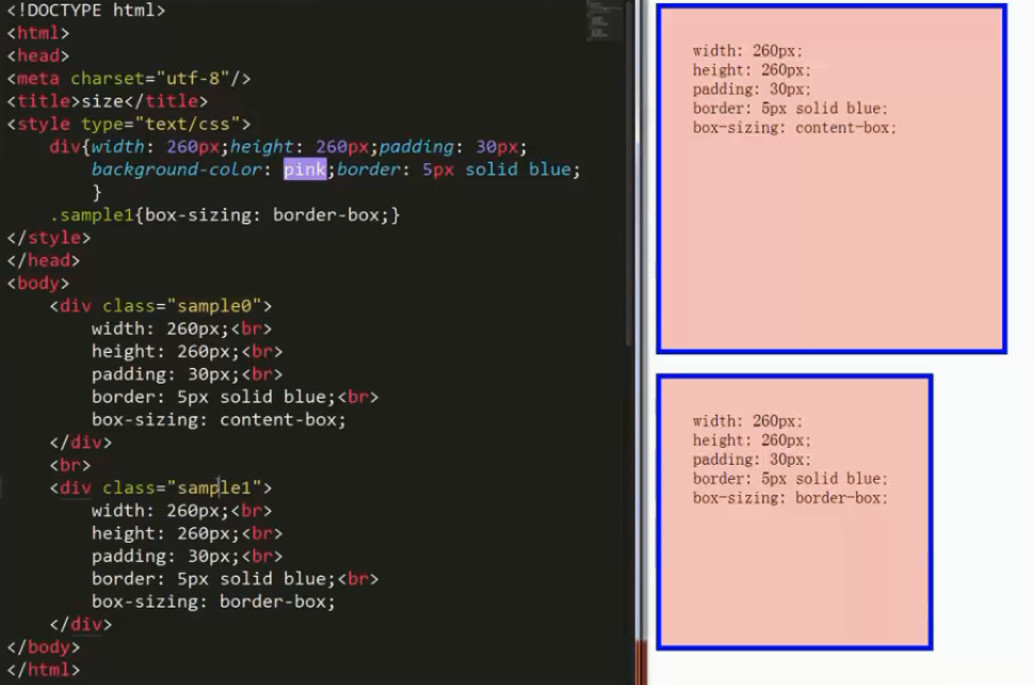 <!DOCTYPE html>
<html>
<head>
<meta charset="utf-8"/>
<title>size</title>
<style type="text/css">
    div{width: 260px;height: 260px;padding: 30px;
        background-color: pink;border: 5px solid blue;
        }
    .sample1{box-sizing: border-box;}
</style>
</head>
<body>
    <div class="sample0">
        width: 260px;<br>
        height: 260px;<br>
        padding: 30px;<br>
        border: 5px solid blue;<br>
        box-sizing: content-box;
    </div>
    <br>
    <div class="sample1">
        width: 260px;<br>
        height: 260px;<br>
        padding: 30px;<br>
        border: 5px solid blue;<br>
        box-sizing: border-box;
    </div>
</body>
</html>
width: 260px;
height: 260px;
padding: 30px;
border: 5px solid blue;
box-sizing: content-box;
width: 260px;
height: 260px;
padding: 30px;
border: 5px solid blue;
box-sizing: border-box;